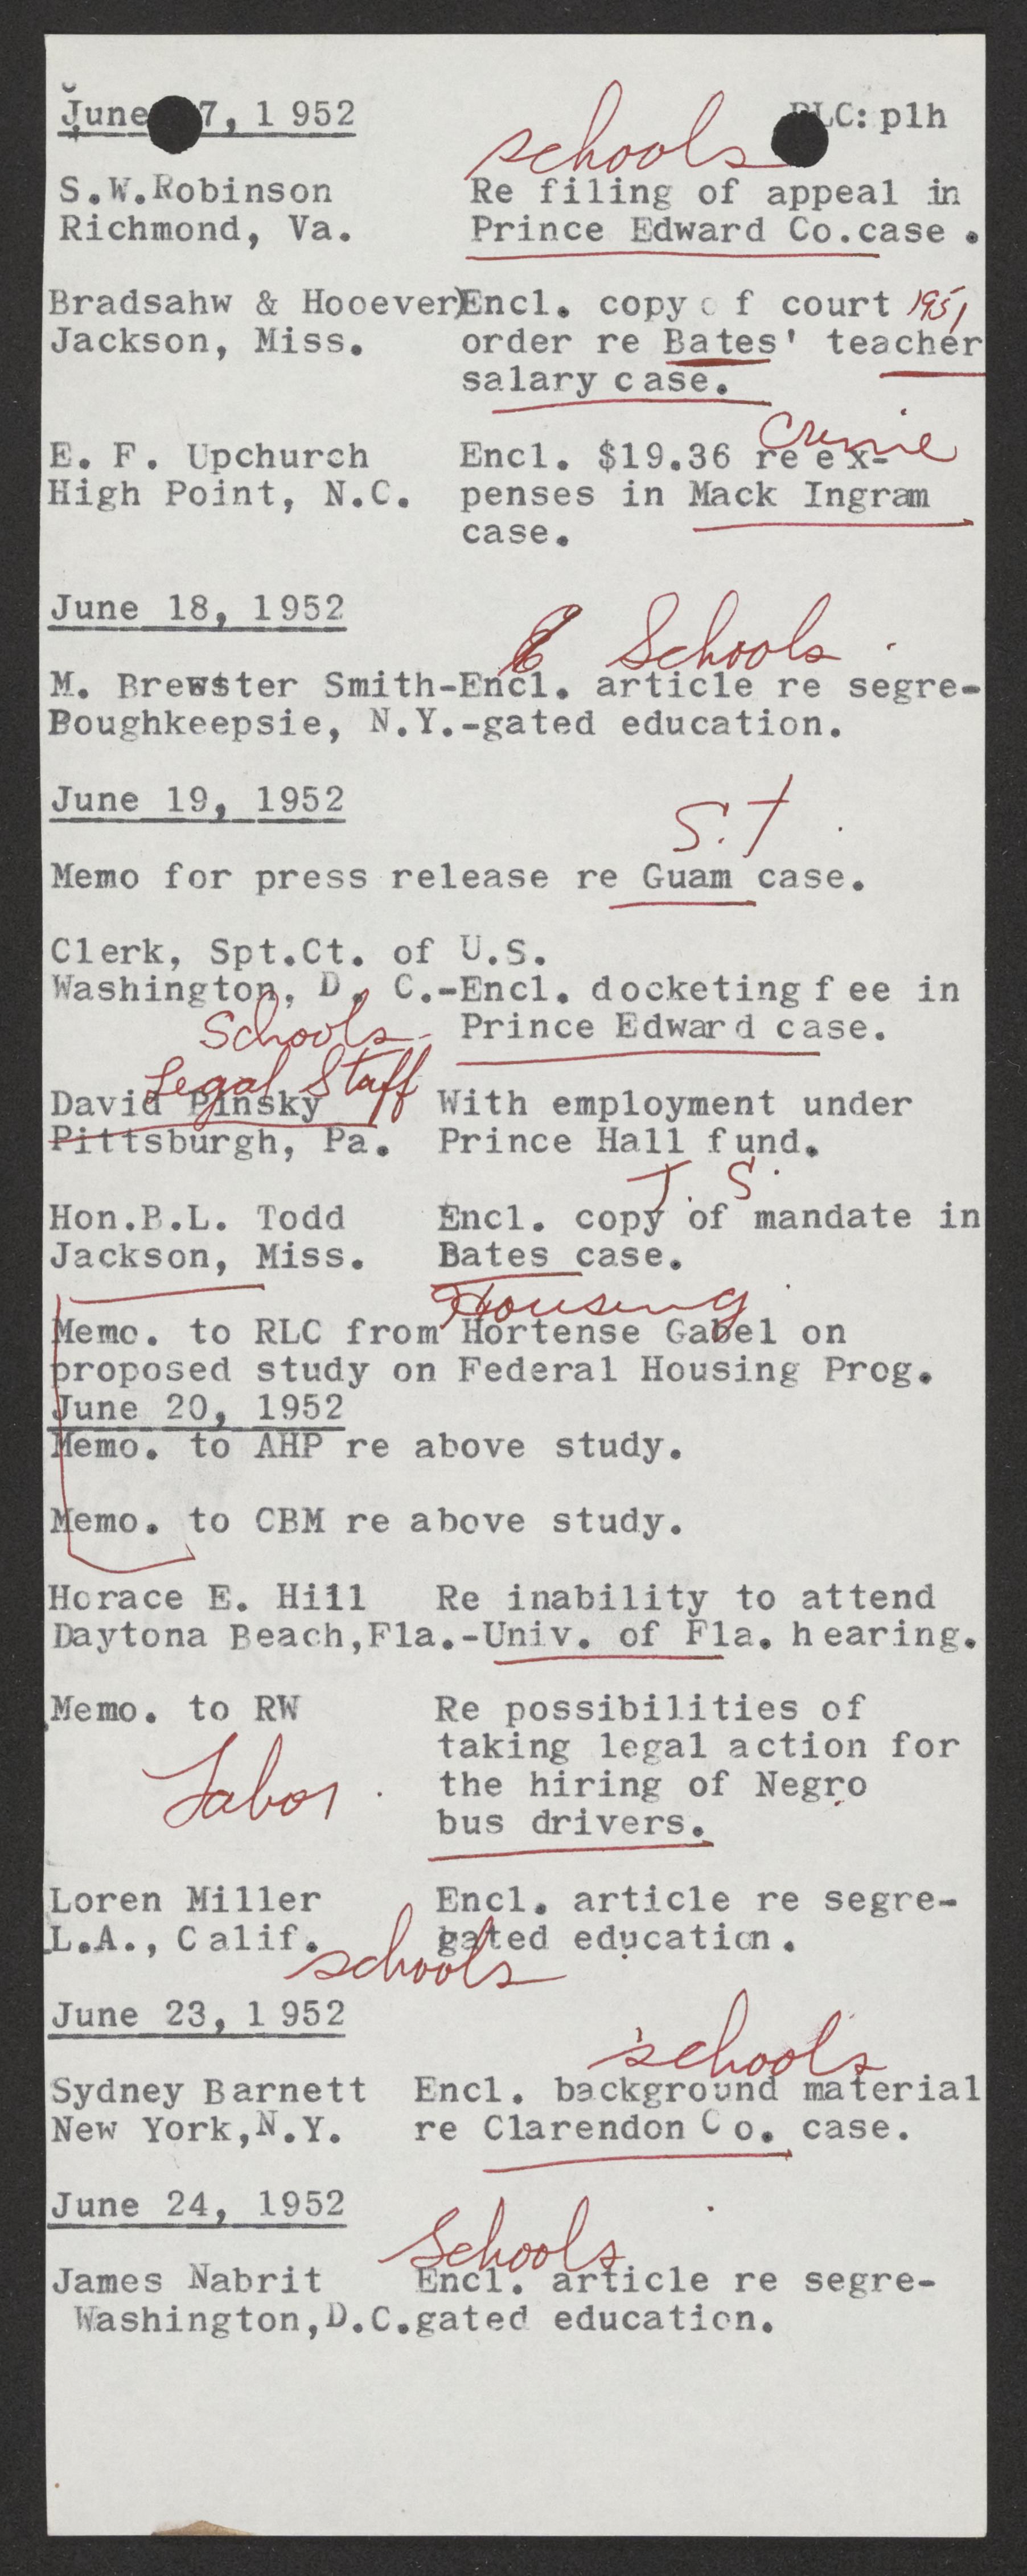 June 7, 1 952 LC: plh
schools
S.W.Robinson Re filing of appeal in
Richmond, Va. Prince Edward Co.case .
Bradsahw & Hooever)Encl. copy of court 1951
Jackson, Miss. order re Bates' teacher
salary case.
Crime
E. F. Upchurch Encl. $19.36 re ex-
High Point, N.C. penses in Mack Ingram
case.
June 18, 1952
Schools
M. Brewster Smith-Encl. article re segre-
Poughkeepsie, N.Y.-gated education.
June 19, 1952
S.T
Memo for press release re Guam case.
Clerk, Spt.Ct. of U.S.
Washington, D. C.-Encl. docketing fee in
Schools - Prince Edward case.
Legal Staff
David Pinsky With employment under
Pittsburgh, Pa. Prince Hall fund.
T. S.
Hon.B.L. Todd Encl. copy of mandate in
Jackson, Miss. Bates case.
Housing
Memo. to RLC from Hortense Gabel on
proposed study on Federal Housing Prog.
June 20, 1952
Memo. to AHP re above study.
Memo. to CBM re above study.
Horace E. Hill Re inability to attend
Daytona Beach,Fla.-Univ. of Fla. hearing.
Memo. to RW Re possibilities of
taking legal action for
Labor the hiring of Negro
bus drivers.
Loren Miller Encl. article re segre-
L.A., Calif. gated education.
schools
June 23, 1 952
schools
Sydney Barnett Encl. background material
New York,N.Y. re Clarendon Co. case.
June 24, 1952
Schools
James Nabrit Encl. article re segre-
Washington,D.C.gated education.